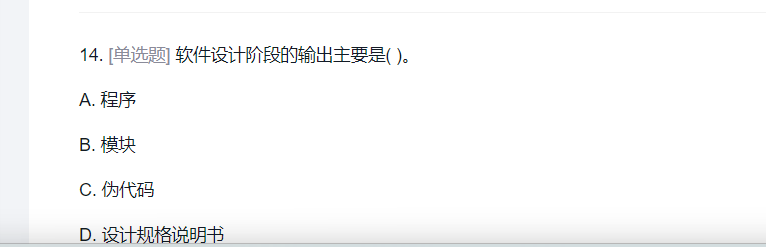 14. [单选题] 软件设计阶段的输出主要是( )。
A. 程序
B. 模块
C. 伪代码
D. 设计规格说明书